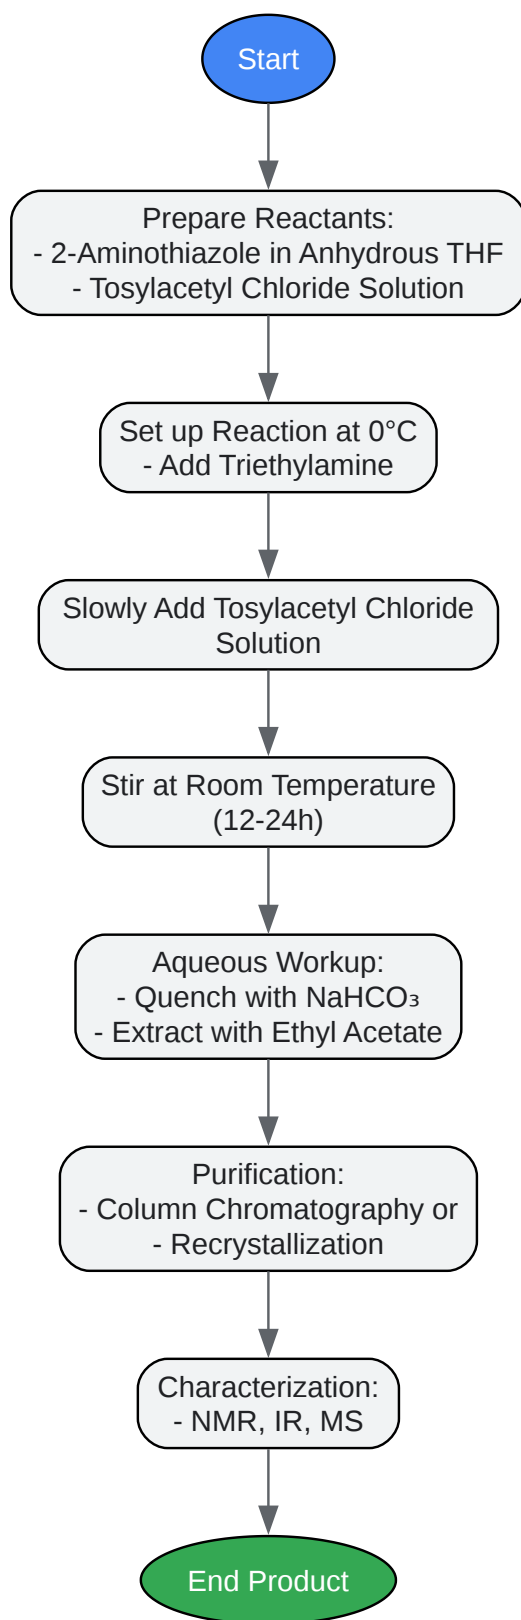 Start
Prepare Reactants:
- 2-Aminothiazole in Anhydrous THF
- Tosylacetyl Chloride Solution
Set up Reaction at 0°C
- Add Triethylamine
Slowly Add Tosylacetyl Chloride
Solution
Stir at Room Temperature
(12-24h)
Aqueous Workup:
- Quench with NaHCO₃
- Extract with Ethyl Acetate
Purification:
- Column Chromatography or
- Recrystallization
Characterization:
- NMR, IR, MS
End Product